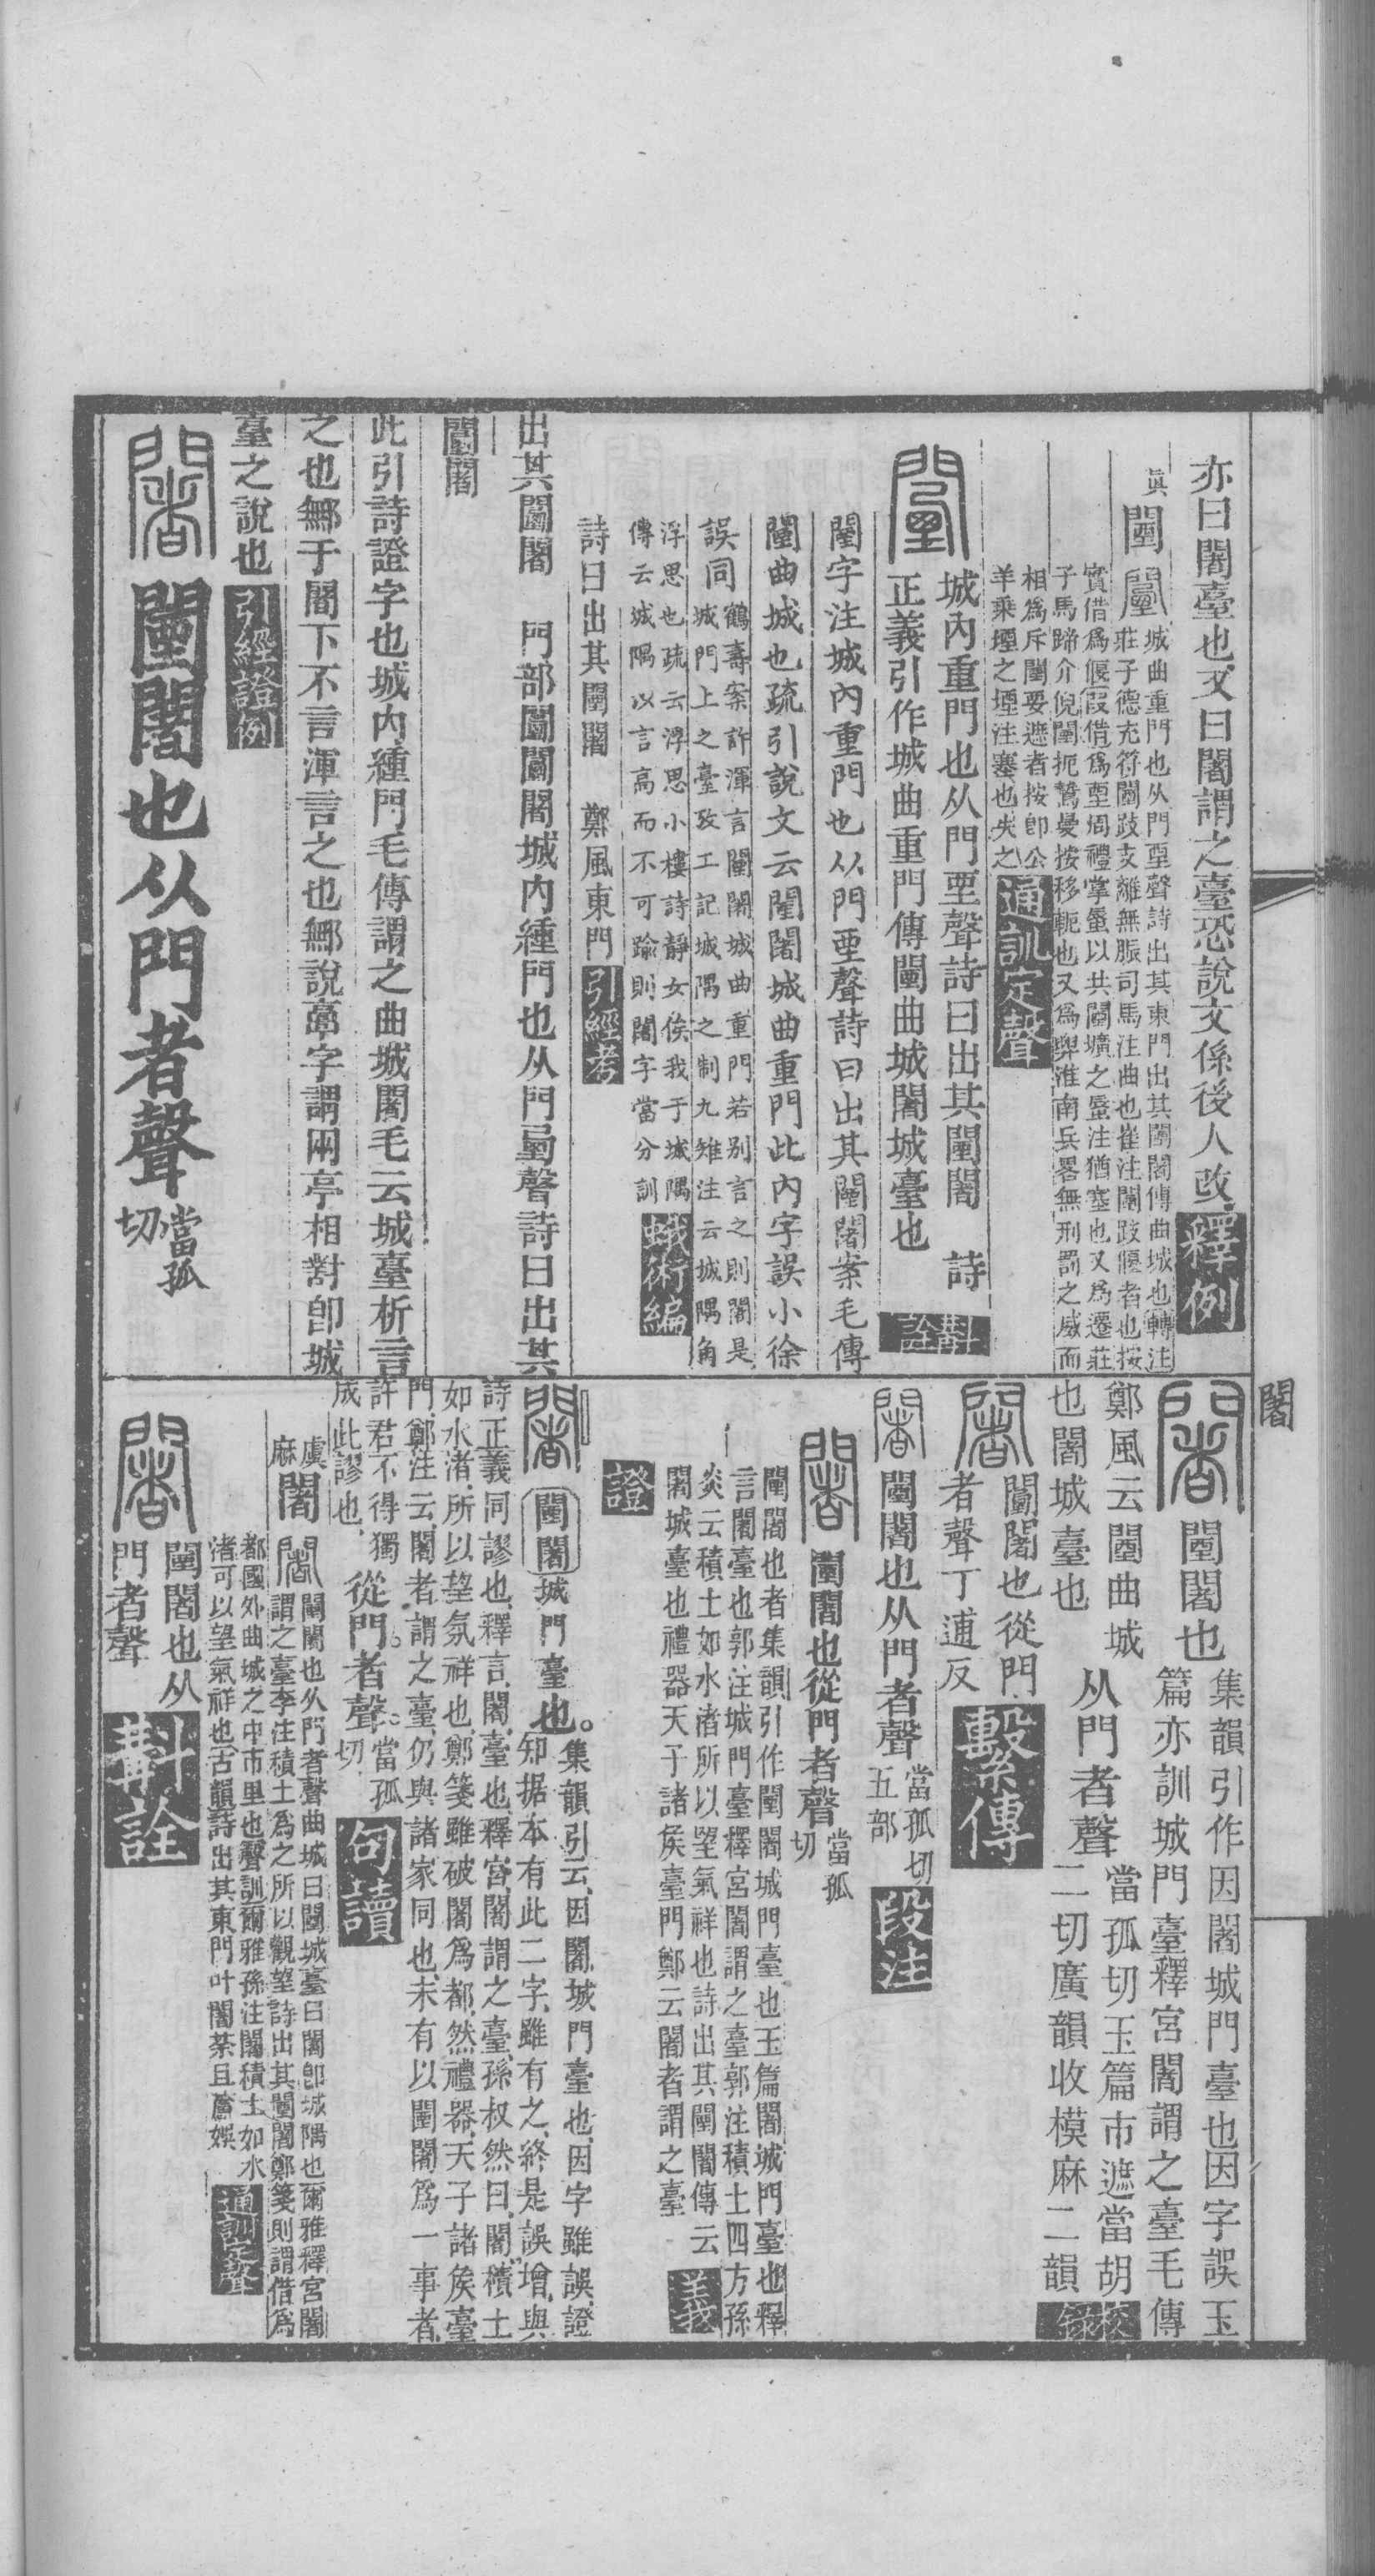 亦曰闍臺也文曰闍謂之臺恐說文係後人改釋例
眞
闉
城曲重門也从門垔聲詩出其東門出其闉闍傳曲城也轉注
莊子德充符闉跂支離無脤司馬注曲也崔注闉跂偃者也按
實借爲偃假借爲垔周禮掌蜃以共闉壙之蜃注猶塞也又爲遷莊
子馬蹄介倪闉扼鷙曼按移軛也又爲舆淮南兵畧無刑罰之威而
相爲斥闉要遮者按卽公
羊乘堙之堙注塞也失之通訓定聲
城內重門也从門垔聲詩曰出其闉闍 詩
正義引作城曲重門傳闉曲城闍城臺也斠詮
闉字注城內重門也从門垔聲詩曰出其闉闍案毛傳
闉曲城也疏引說文云闉闍城曲重門此內字誤小徐
誤同
鶴壽案許渾言闉闍城曲重門若別言之則闍是
城門上之臺攷工記城隅之制九雉注云城隅角
浮思也疏云浮思小樓詩靜女俟我于城隅
傳云城隅以言高而不可踰則闍字當分訓蛾術編
詩曰出其闉闍 鄭風東門引經考
出其闉闍 門部闉闉闍城內緟門也从門垔聲詩曰出其
闉闍
此引詩證字也城內緟門毛傳謂之曲城闍毛云城臺析言
之也鄦于闍下不言渾言之也鄦說𩫖字謂兩亭相對卽城
臺之說也引經證例
闉闍也从門者聲當孤切
闍
闉闍也
集韻引作因闍城門臺也因字誤玉
篇亦訓城門臺釋宮闍謂之臺毛傳
鄭風云闉曲城
也闍城臺也
从門者聲
當孤切玉篇市遮當胡
二切廣韻收模麻二韻校錄
闉闍也從門
者聲丁逋反繫傳
闉闍也从門者聲當孤切五部段注
闉闍也從門者聲當孤切
闉闍也者集韻引作闉闍城門臺也玉篇闍城門臺也釋
言闍臺也郭注城門臺釋宮闍謂之臺郭注積土四方孫
炎云積土如水渚所以望氣祥也詩出其闉闍傳云
闍城臺也禮器天子諸矦臺門鄭云闍者謂之臺義
證
闉闍城門臺也。
集韻引云因闍城門臺也因字雖誤證
知据本有此二字雖有之終是誤增與
詩正義同謬也釋言闍臺也釋宮闍謂之臺孫叔然曰闍積土
如水渚所以望氛祥也鄭箋雖破闍爲都然禮器天子諸矦臺
門鄭注云闍者謂之臺仍與諸家同也未有以闉闍爲一事者
許君不得獨
成此謬也
從門者聲當孤切句讀
虞
麻
闍
闉闍也从門者聲曲城曰闉城臺曰闍卽城隅也爾雅釋宮闍
謂之臺李注積土爲之所以觀望詩出其闉闍鄭箋則謂借爲
都國外曲城之中市里也聲訓爾雅孫注闍積土如水
渚可以望氣祥也古韻詩出其東門叶闍荼且藘娛通訓定聲
闉闍也从
門者聲斠詮